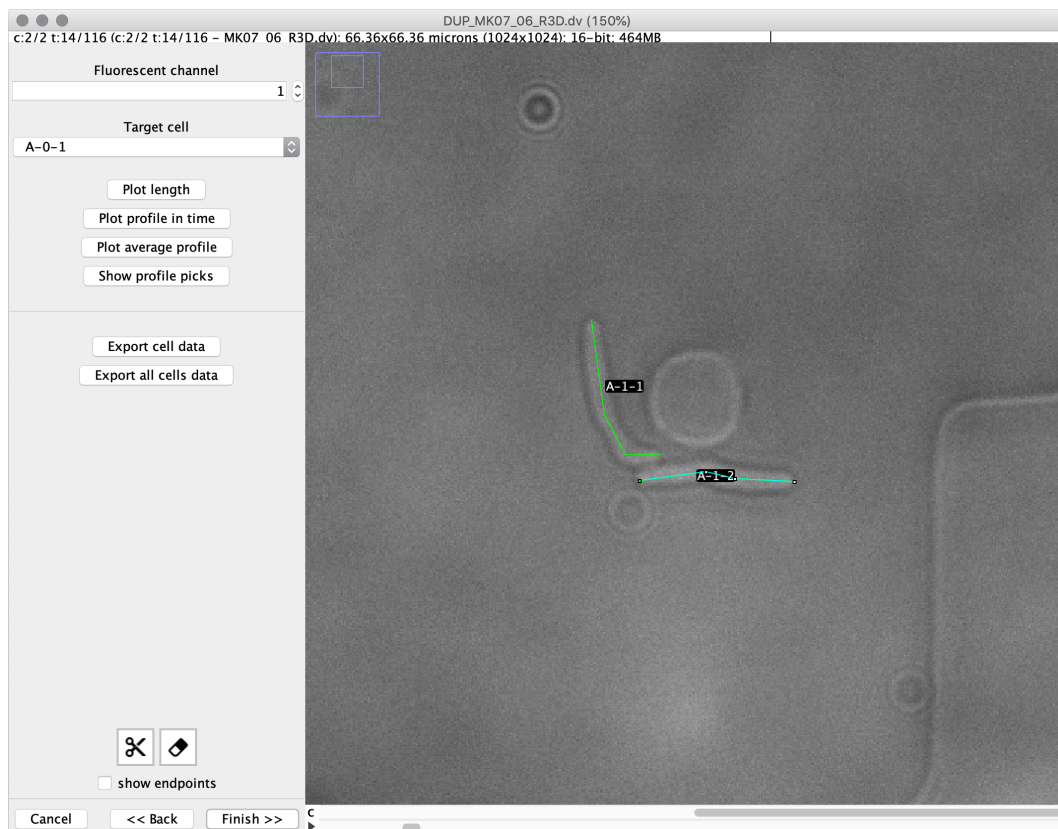 DUP_MK07_06_R3D.dv (150%)
c:2/2 t:14/116 (c:2/2 t:14/116 - MK07_06_R3D.dv); 66.36x66.36 microns (1024x1024); 16-bit; 464MB
Fluorescent channel
1
Target cell
A-0-1
Plot length
Plot profile in time
Plot average profile
Show profile picks
Export cell data
Export all cells data
A-1-1
A-1-2
show endpoints
Cancel
<< Back
Finish >>
c